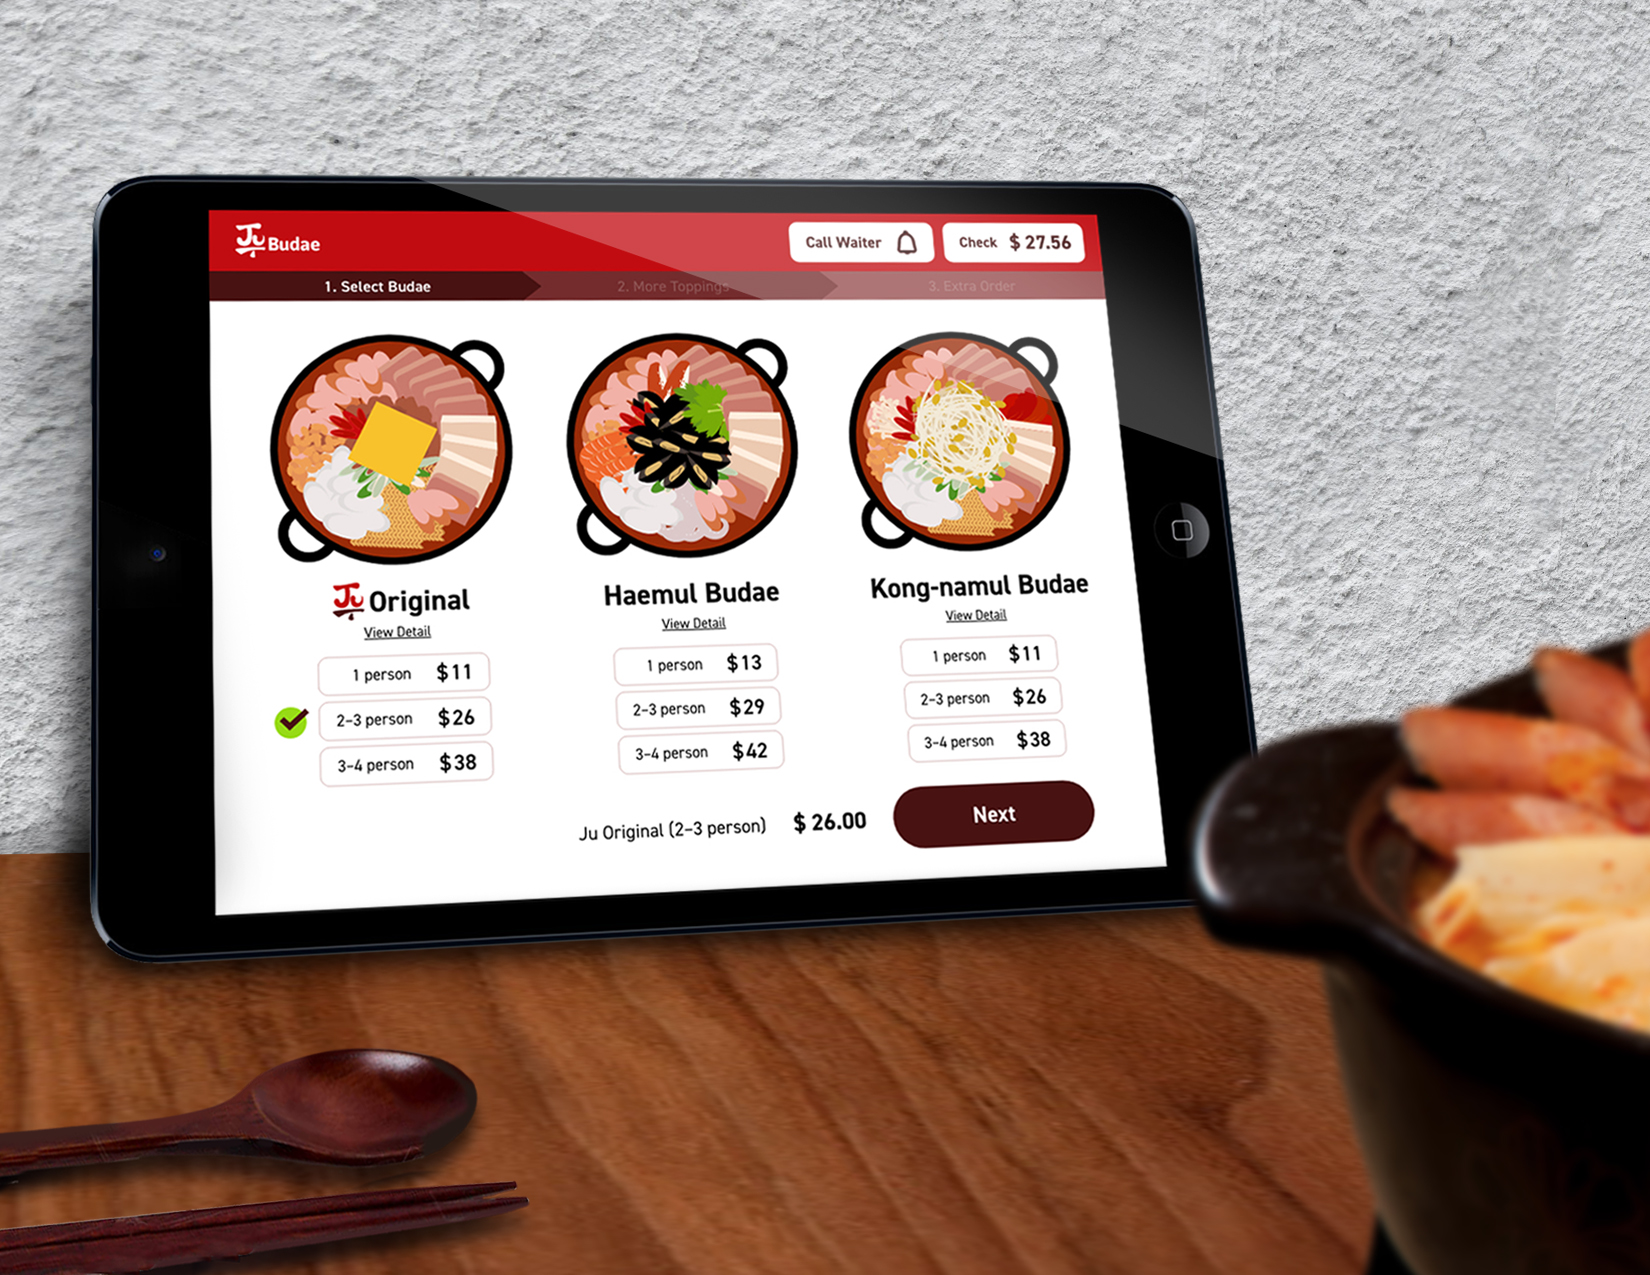 Ju Budae
Call Waiter
Check $ 27.56
1. Select Budae
2. More Toppings
3. Extra Order
Ju Original
View Detail
1 person $11
2–3 person $26
3–4 person $38
Haemul Budae
View Detail
1 person $13
2–3 person $29
3–4 person $42
Kong-namul Budae
View Detail
1 person $11
2–3 person $26
3–4 person $38
Ju Original (2–3 person) $ 26.00
Next